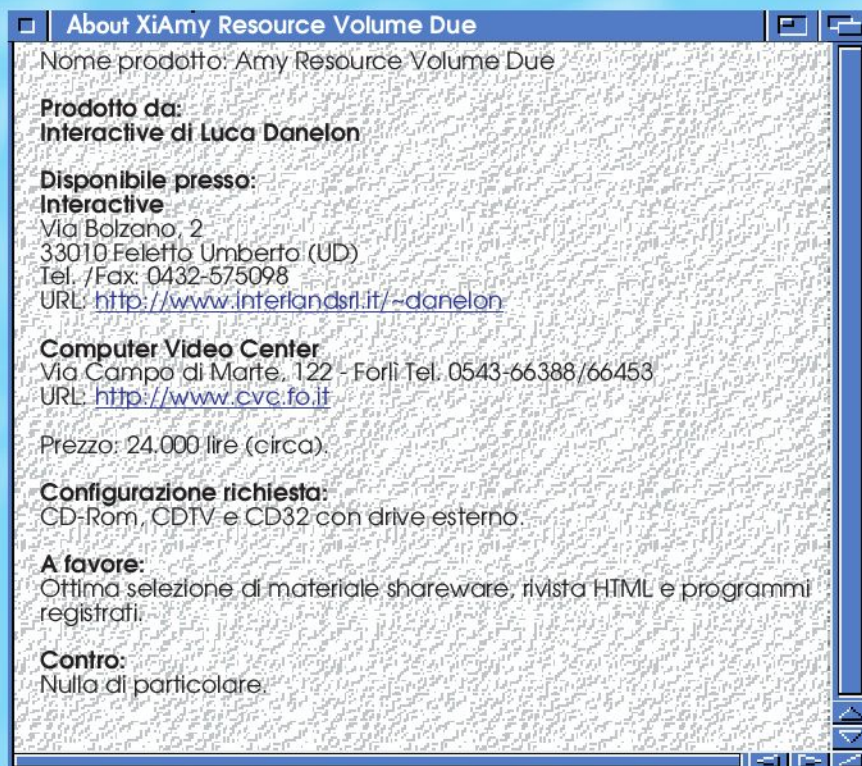 About XiAmy Resource Volume Due
Nome prodotto: Amy Resource Volume Due
Prodotto da:
Interactive di Luca Danelon
Disponibile presso:
Interactive
Via Bolzano, 2
33010 Feletto Umberto (UD)
Tel. /Fax: 0432-575098
URL: http://www.interlandsrl.it/~danelon
Computer Video Center
Via Campo di Marte, 122 - Forlì Tel. 0543-66388/66453
URL: http://www.cvc.fo.it
Prezzo: 24.000 lire (circa).
Configurazione richiesta:
CD-Rom, CDTV e CD32 con drive esterno.
A favore:
Ottima selezione di materiale shareware, rivista HTML e programmi
registrati.
Contro:
Nulla di particolare.